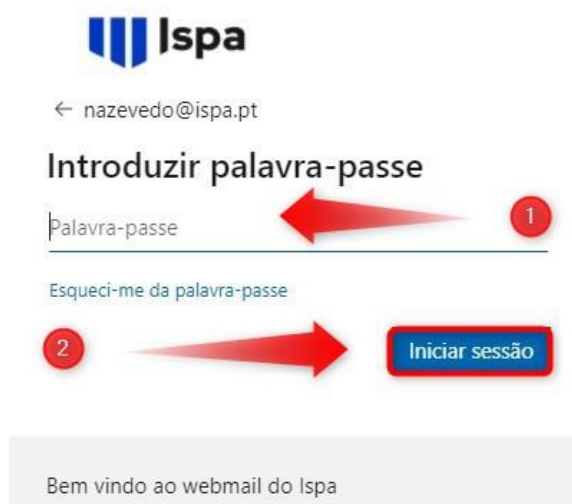 Ispa
← nazevedo@ispa.pt
Introduzir palavra-passe
Palavra-passe
1
Esqueci-me da palavra-passe
2
Iniciar sessão
Bem vindo ao webmail do Ispa